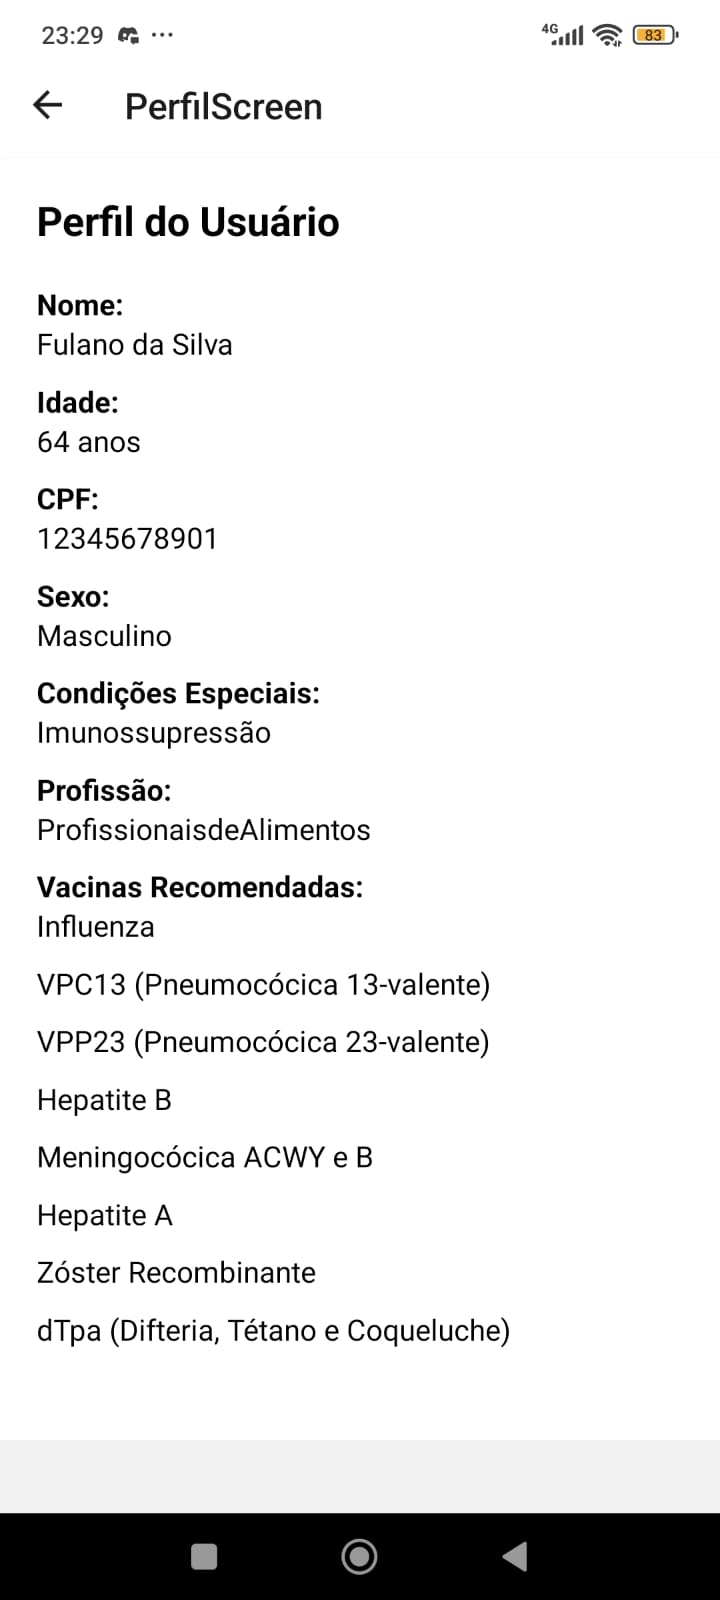 23:29 ...
4G 83
PerfilScreen
Perfil do Usuário
Nome:
Fulano da Silva
Idade:
64 anos
CPF:
12345678901
Sexo:
Masculino
Condições Especiais:
Imunossupressão
Profissão:
ProfissionaisdeAlimentos
Vacinas Recomendadas:
Influenza
VPC13 (Pneumocócica 13-valente)
VPP23 (Pneumocócica 23-valente)
Hepatite B
Meningocócica ACWY e B
Hepatite A
Zóster Recombinante
dTpa (Difteria, Tétano e Coqueluche)